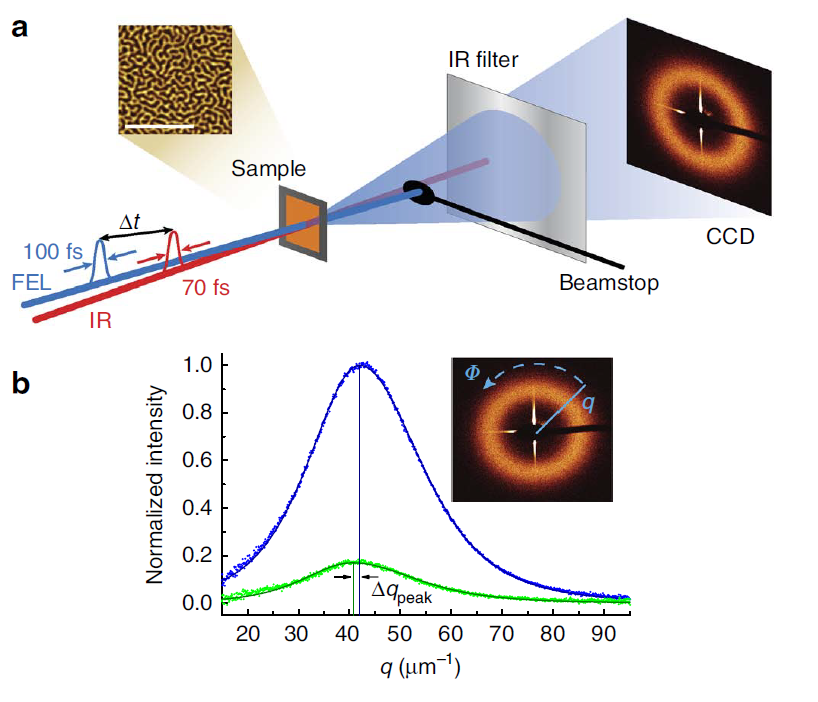 a
IR filter
Sample
CCD
Δt
100 fs
FEL
70 fs
IR
Beamstop
b
Normalized intensity
1.0
0.8
0.6
0.4
0.2
0.0
Φ
q
Δqpeak
20 30 40 50 60 70 80 90
q (μm–1)